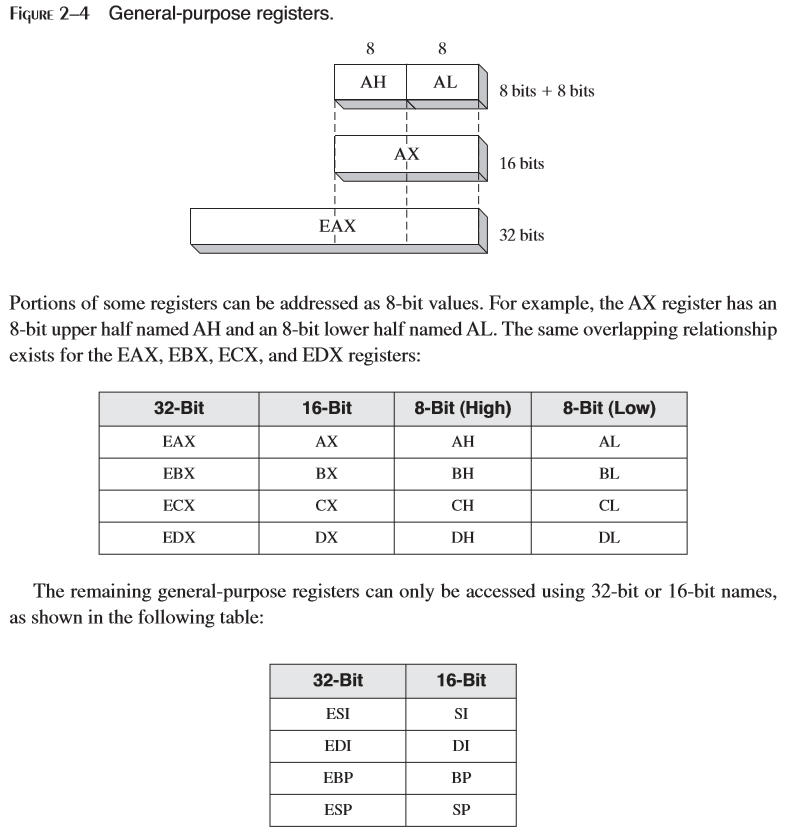 FIGURE 2–4 General-purpose registers.
8 8
AH AL 8 bits + 8 bits
AX 16 bits
EAX 32 bits
Portions of some registers can be addressed as 8-bit values. For example, the AX register has an
8-bit upper half named AH and an 8-bit lower half named AL. The same overlapping relationship
exists for the EAX, EBX, ECX, and EDX registers:
32-Bit 16-Bit 8-Bit (High) 8-Bit (Low)
EAX AX AH AL
EBX BX BH BL
ECX CX CH CL
EDX DX DH DL
The remaining general-purpose registers can only be accessed using 32-bit or 16-bit names,
as shown in the following table:
32-Bit 16-Bit
ESI SI
EDI DI
EBP BP
ESP SP